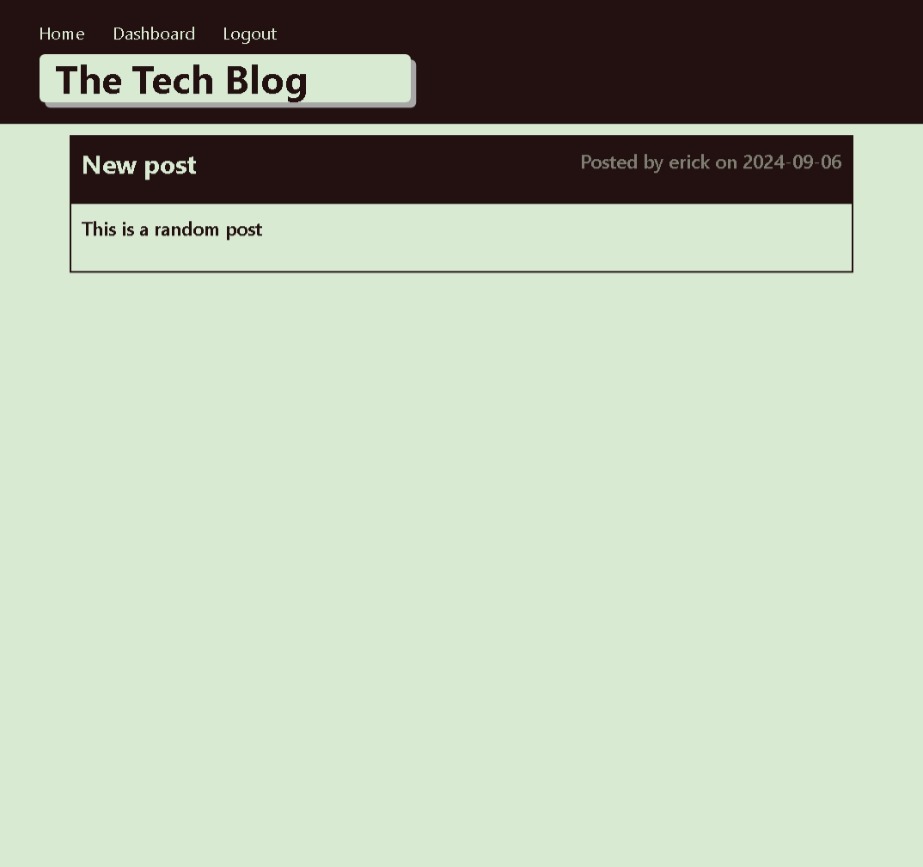 Home Dashboard Logout
The Tech Blog
New post Posted by erick on 2024-09-06
This is a random post